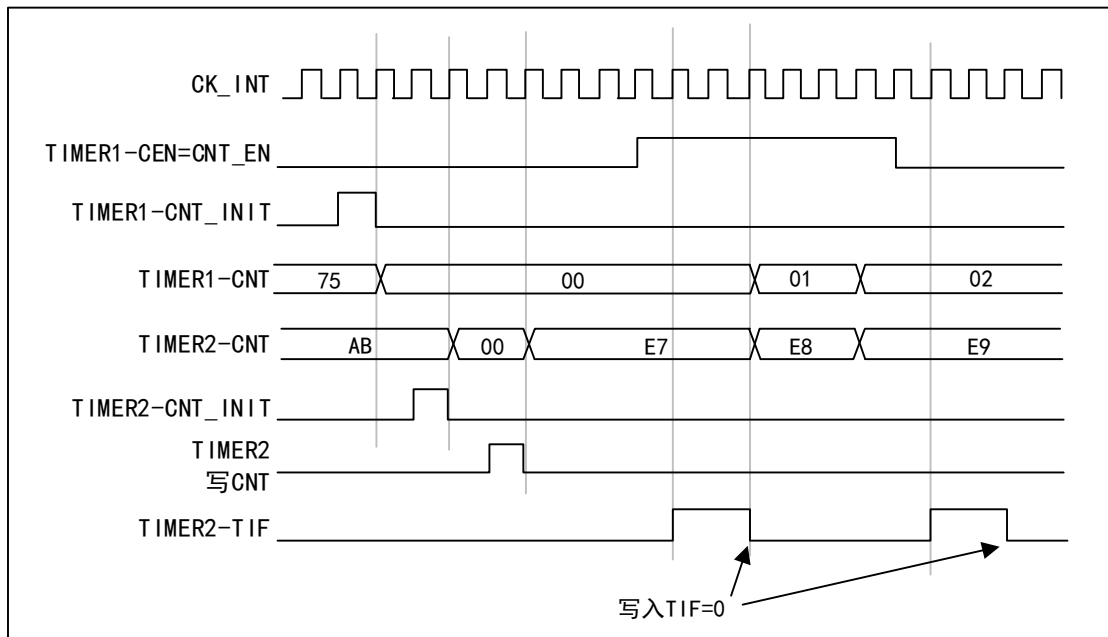 CK_INT
TIMER1-CEN=CNT_EN
TIMER1-CNT_INIT
TIMER1-CNT 75 00 01 02
TIMER2-CNT AB 00 E7 E8 E9
TIMER2-CNT_INIT
TIMER2
写CNT
TIMER2-TIF
写入TIF=0